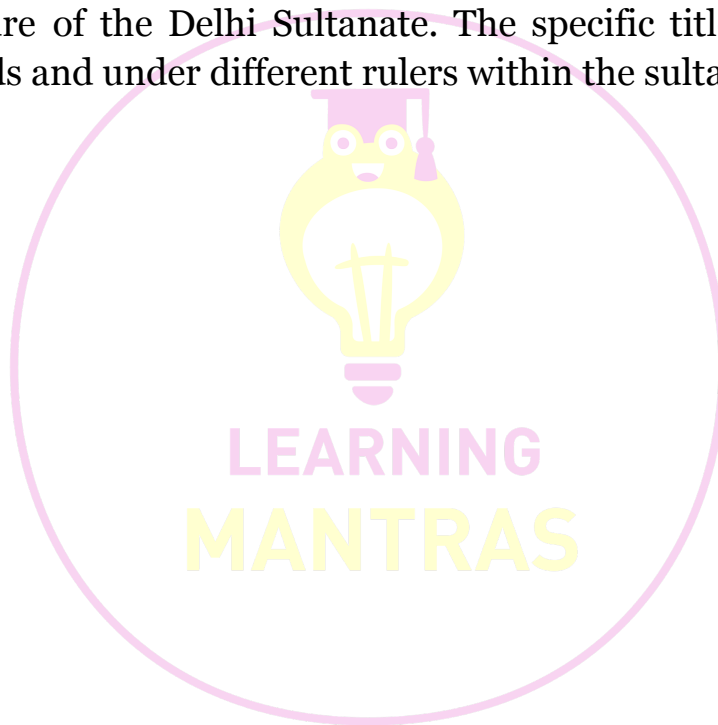 re of the Delhi Sultanate. The specific titl
ls and under different rulers within the sulta
LEARNING
MANTRAS